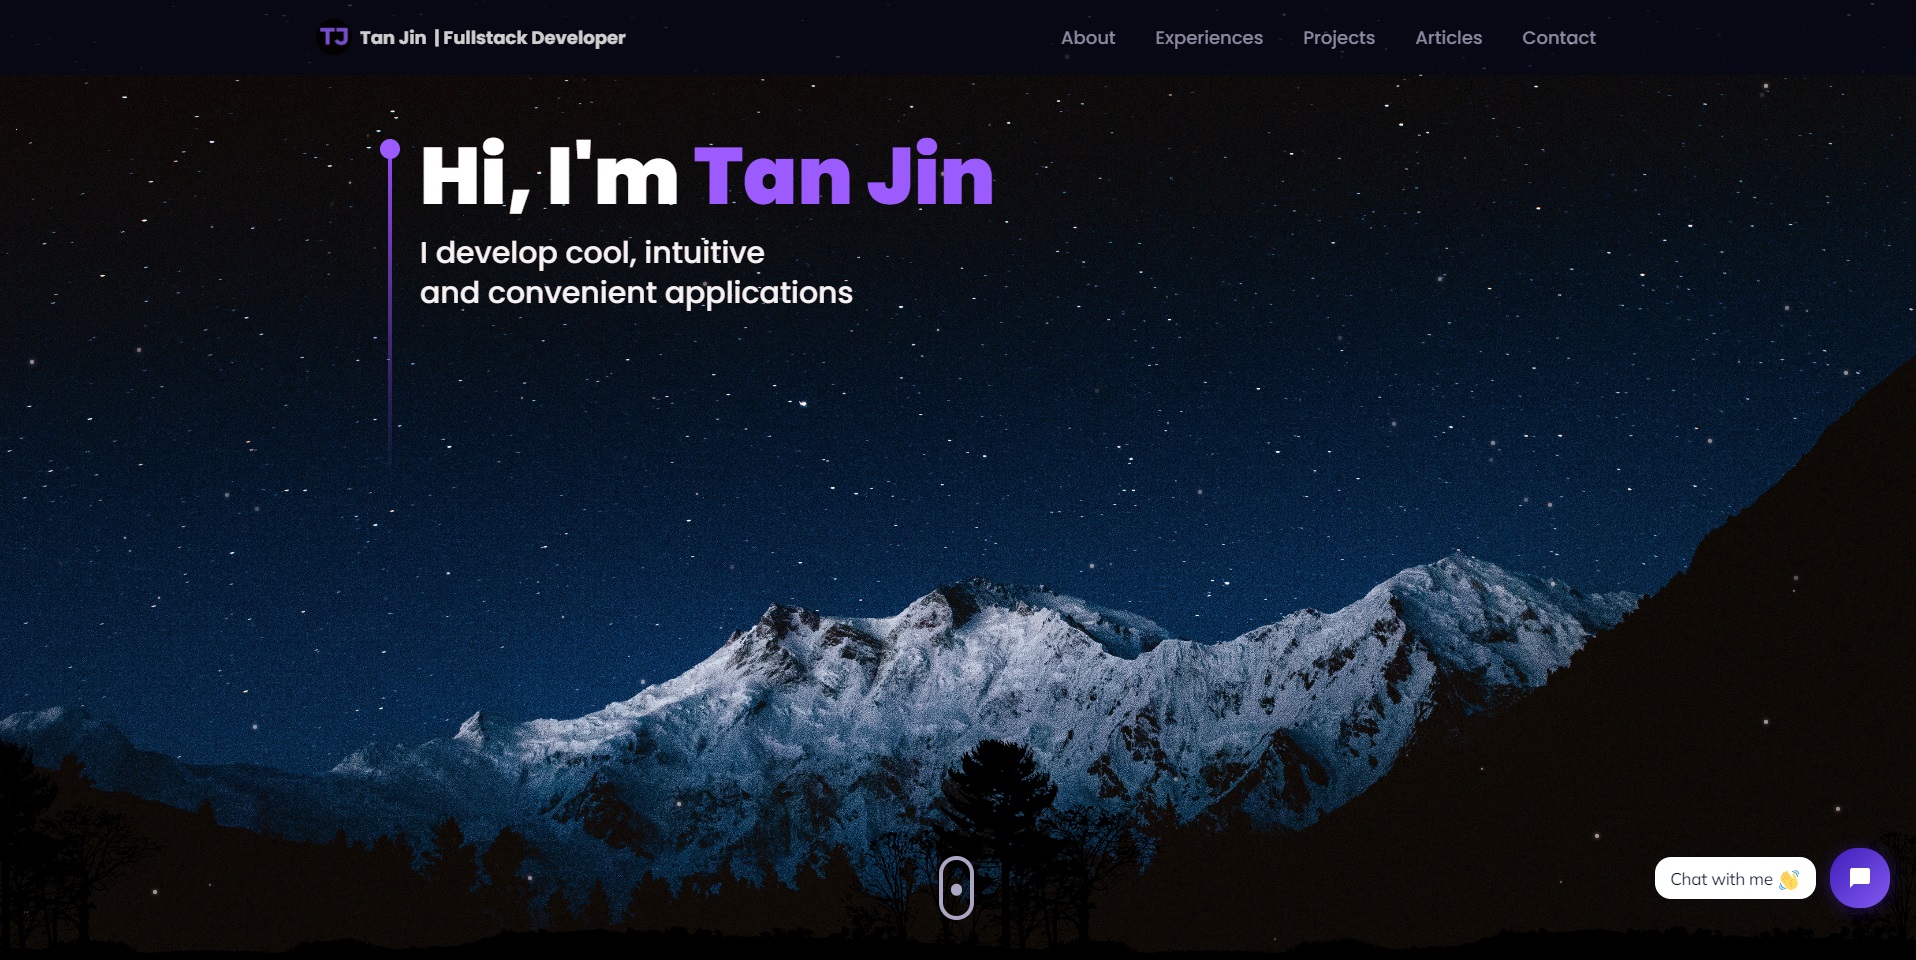 TJ Tan Jin | Fullstack Developer
About Experiences Projects Articles Contact
Hi, I'm Tan Jin
I develop cool, intuitive
and convenient applications
Chat with me 👋